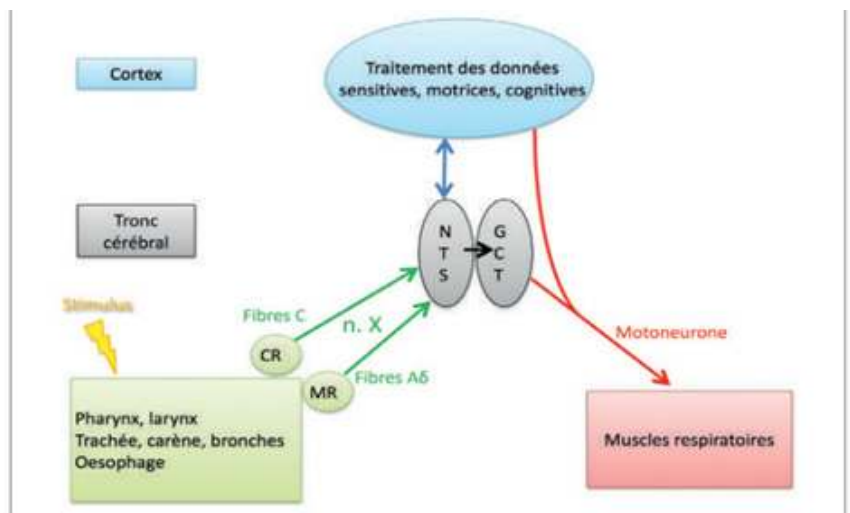 Cortex
Traitement des données
sensitives, motrices, cognitives
Tronc
cérébral
N
T
S
G
C
T
Stimulus
Fibres C
n. X
CR
MR
Fibres Aδ
Motoneurone
Pharynx, larynx
Trachée, carène, bronches
Oesophage
Muscles respiratoires